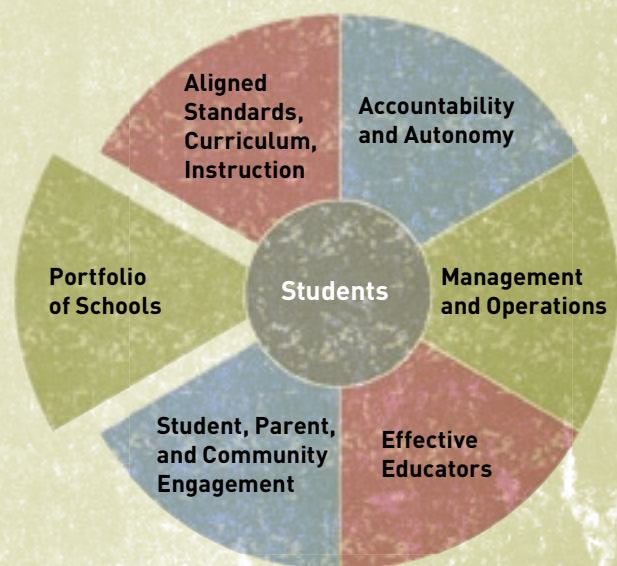 Aligned
Standards,
Curriculum,
Instruction
Accountability
and Autonomy
Portfolio
of Schools
Students
Management
and Operations
Student, Parent,
and Community
Engagement
Effective
Educators